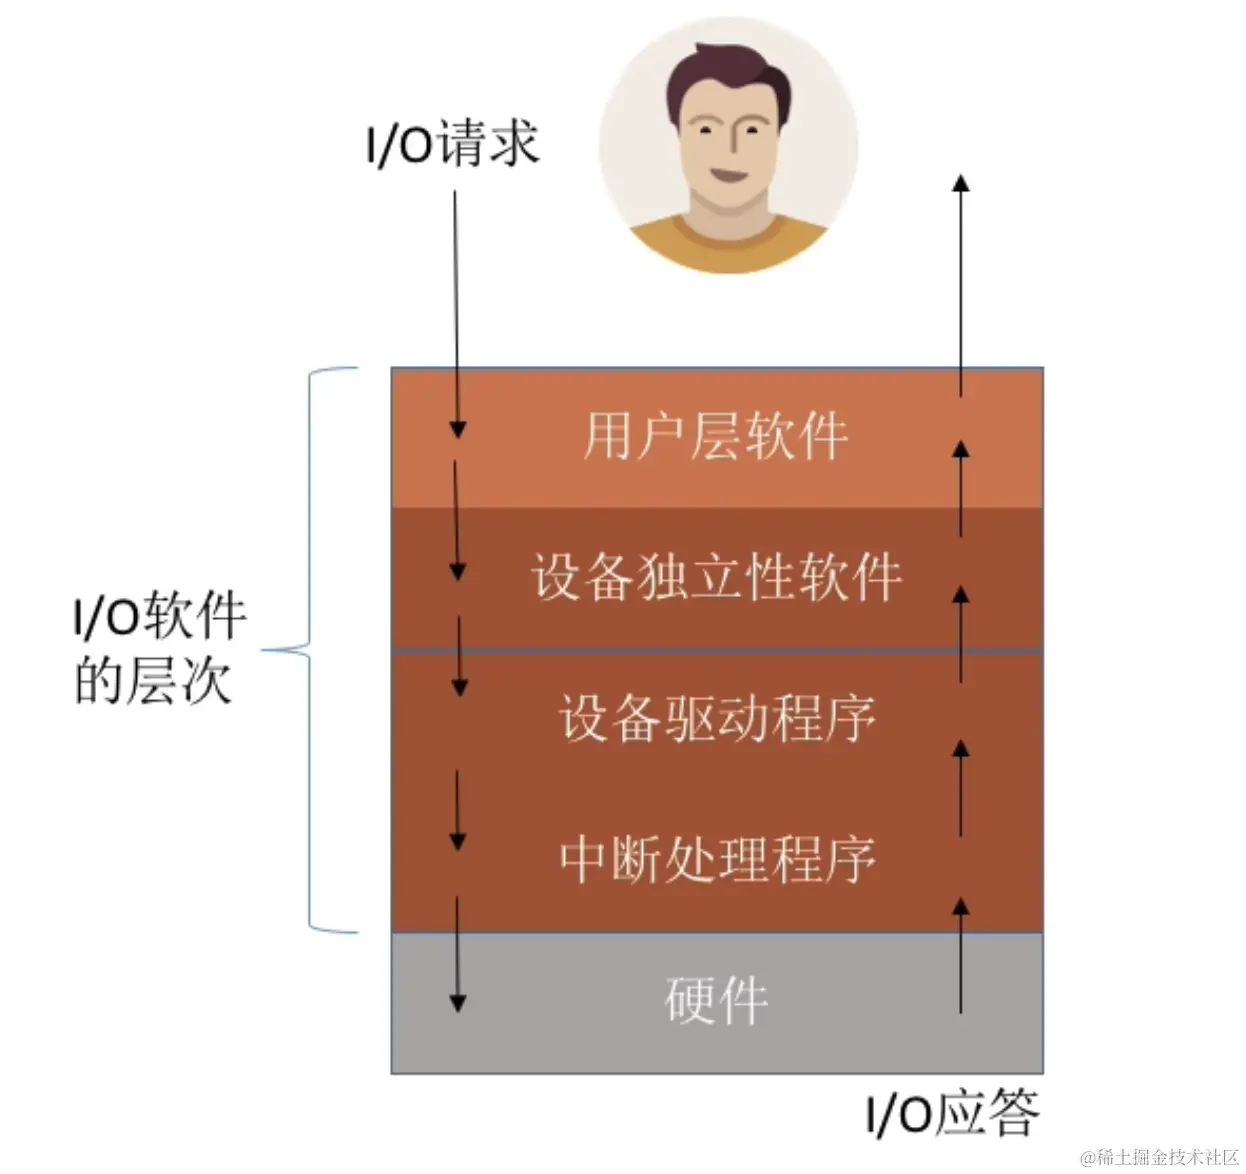 I/O请求
用户层软件
设备独立性软件
I/O软件
的层次
设备驱动程序
中断处理程序
硬件
I/O应答
@稀土掘金技术社区